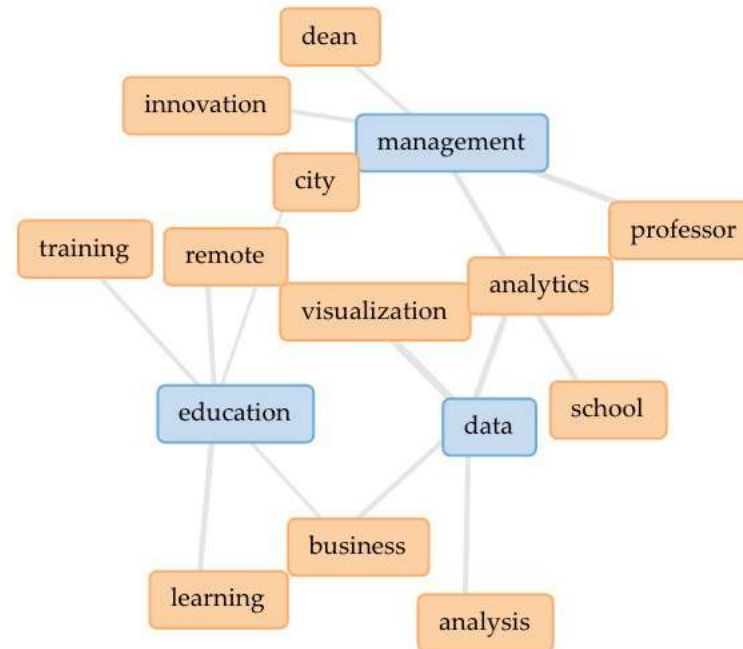 dean
innovation
management
city
professor
training
remote
analytics
visualization
education
school
data
business
learning
analysis